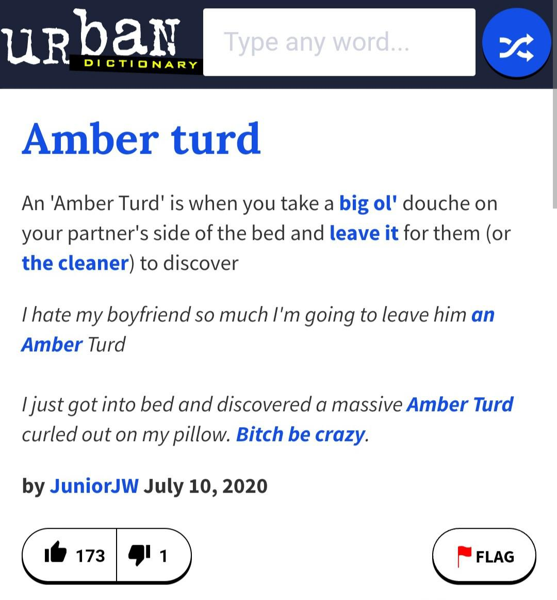 URBAN
DICTIONARY
Type any word...
Amber turd
An 'Amber Turd' is when you take a big ol' douche on
your partner's side of the bed and leave it for them (or
the cleaner) to discover
I hate my boyfriend so much I'm going to leave him an
Amber Turd
I just got into bed and discovered a massive Amber Turd
curled out on my pillow. Bitch be crazy.
by JuniorJW July 10, 2020
173
1
FLAG